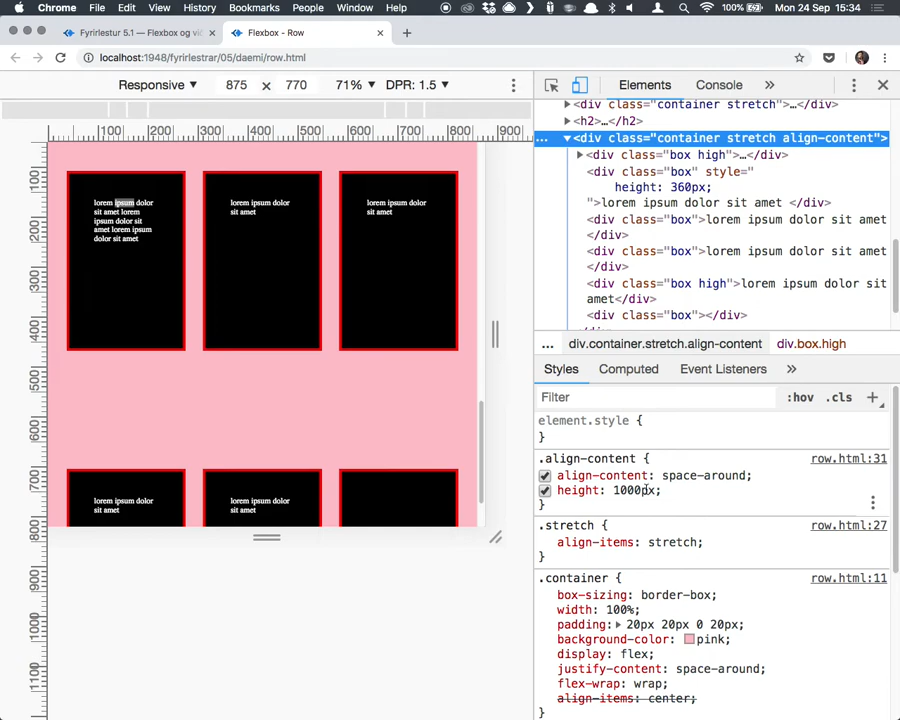 Chrome File Edit View History Bookmarks People Window Help 100% Mon 24 Sep 15:34
Fyrirlestur 5.1 — Flexbox og vi × Flexbox - Row × +
localhost:1948/fyrirlestrar/05/daemi/row.html
Responsive ▼ 875 × 770 71% ▼ DPR: 1.5 ▼
Elements Console » ×
100 200 300 400 500 600 700 800 900
100
200
300
400
500
600
700
800
900
1000
1100
lorem ipsum dolor
sit amet lorem
ipsum dolor sit
amet lorem ipsum
dolor sit amet
lorem ipsum dolor
sit amet
lorem ipsum dolor
sit amet
lorem ipsum dolor
sit amet
lorem ipsum dolor
sit amet
▶<div class="container stretch">…</div>
▶<h2>…</h2>
… ▼<div class="container stretch align-content">
▶<div class="box high">…</div>
<div class="box" style="
height: 360px;
">lorem ipsum dolor sit amet </div>
<div class="box">lorem ipsum dolor sit amet
</div>
<div class="box">lorem ipsum dolor sit amet
</div>
<div class="box high">lorem ipsum dolor sit
amet</div>
<div class="box"></div>
… div.container.stretch.align-content div.box.high
Styles Computed Event Listeners »
Filter :hov .cls +
element.style {
}
.align-content { row.html:31
align-content: space-around;
height: 1000px;
}
.stretch { row.html:27
align-items: stretch;
}
.container { row.html:11
box-sizing: border-box;
width: 100%;
padding: ▶ 20px 20px 0 20px;
background-color: pink;
display: flex;
justify-content: space-around;
flex-wrap: wrap;
align-items: center;
}